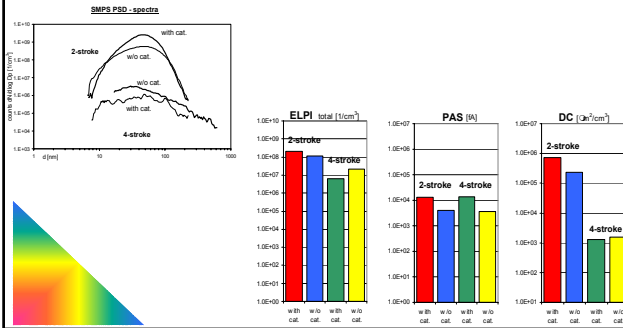 SMPS PSD - spectra
counts dN/dlog Dp [1/cm³]
1.E+10
1.E+09
1.E+08
1.E+07
1.E+06
1.E+05
1.E+04
1.E+03
with cat.
2-stroke
w/o cat.
w/o cat.
with cat.
4-stroke
1
10
100
1000
d [nm]
ELPI total [1/cm³]
1.0E+10
1.0E+09
1.0E+08
1.0E+07
1.0E+06
1.0E+05
1.0E+04
1.0E+03
1.0E+02
1.0E+01
1.0E+00
2-stroke
4-stroke
with cat.
w/o cat.
with cat.
w/o cat.
PAS [fA]
1.0E+07
1.0E+06
1.0E+05
1.0E+04
1.0E+03
1.0E+02
1.0E+01
1.0E+00
2-stroke 4-stroke
with cat.
w/o cat.
with cat.
w/o cat.
DC
1.0E+07
1.0E+06
1.0E+05
1.0E+04
1.0E+03
1.0E+02
1.0E+01
2-stroke
4-stroke
with cat.
w/o cat.
with cat.
w/o cat.